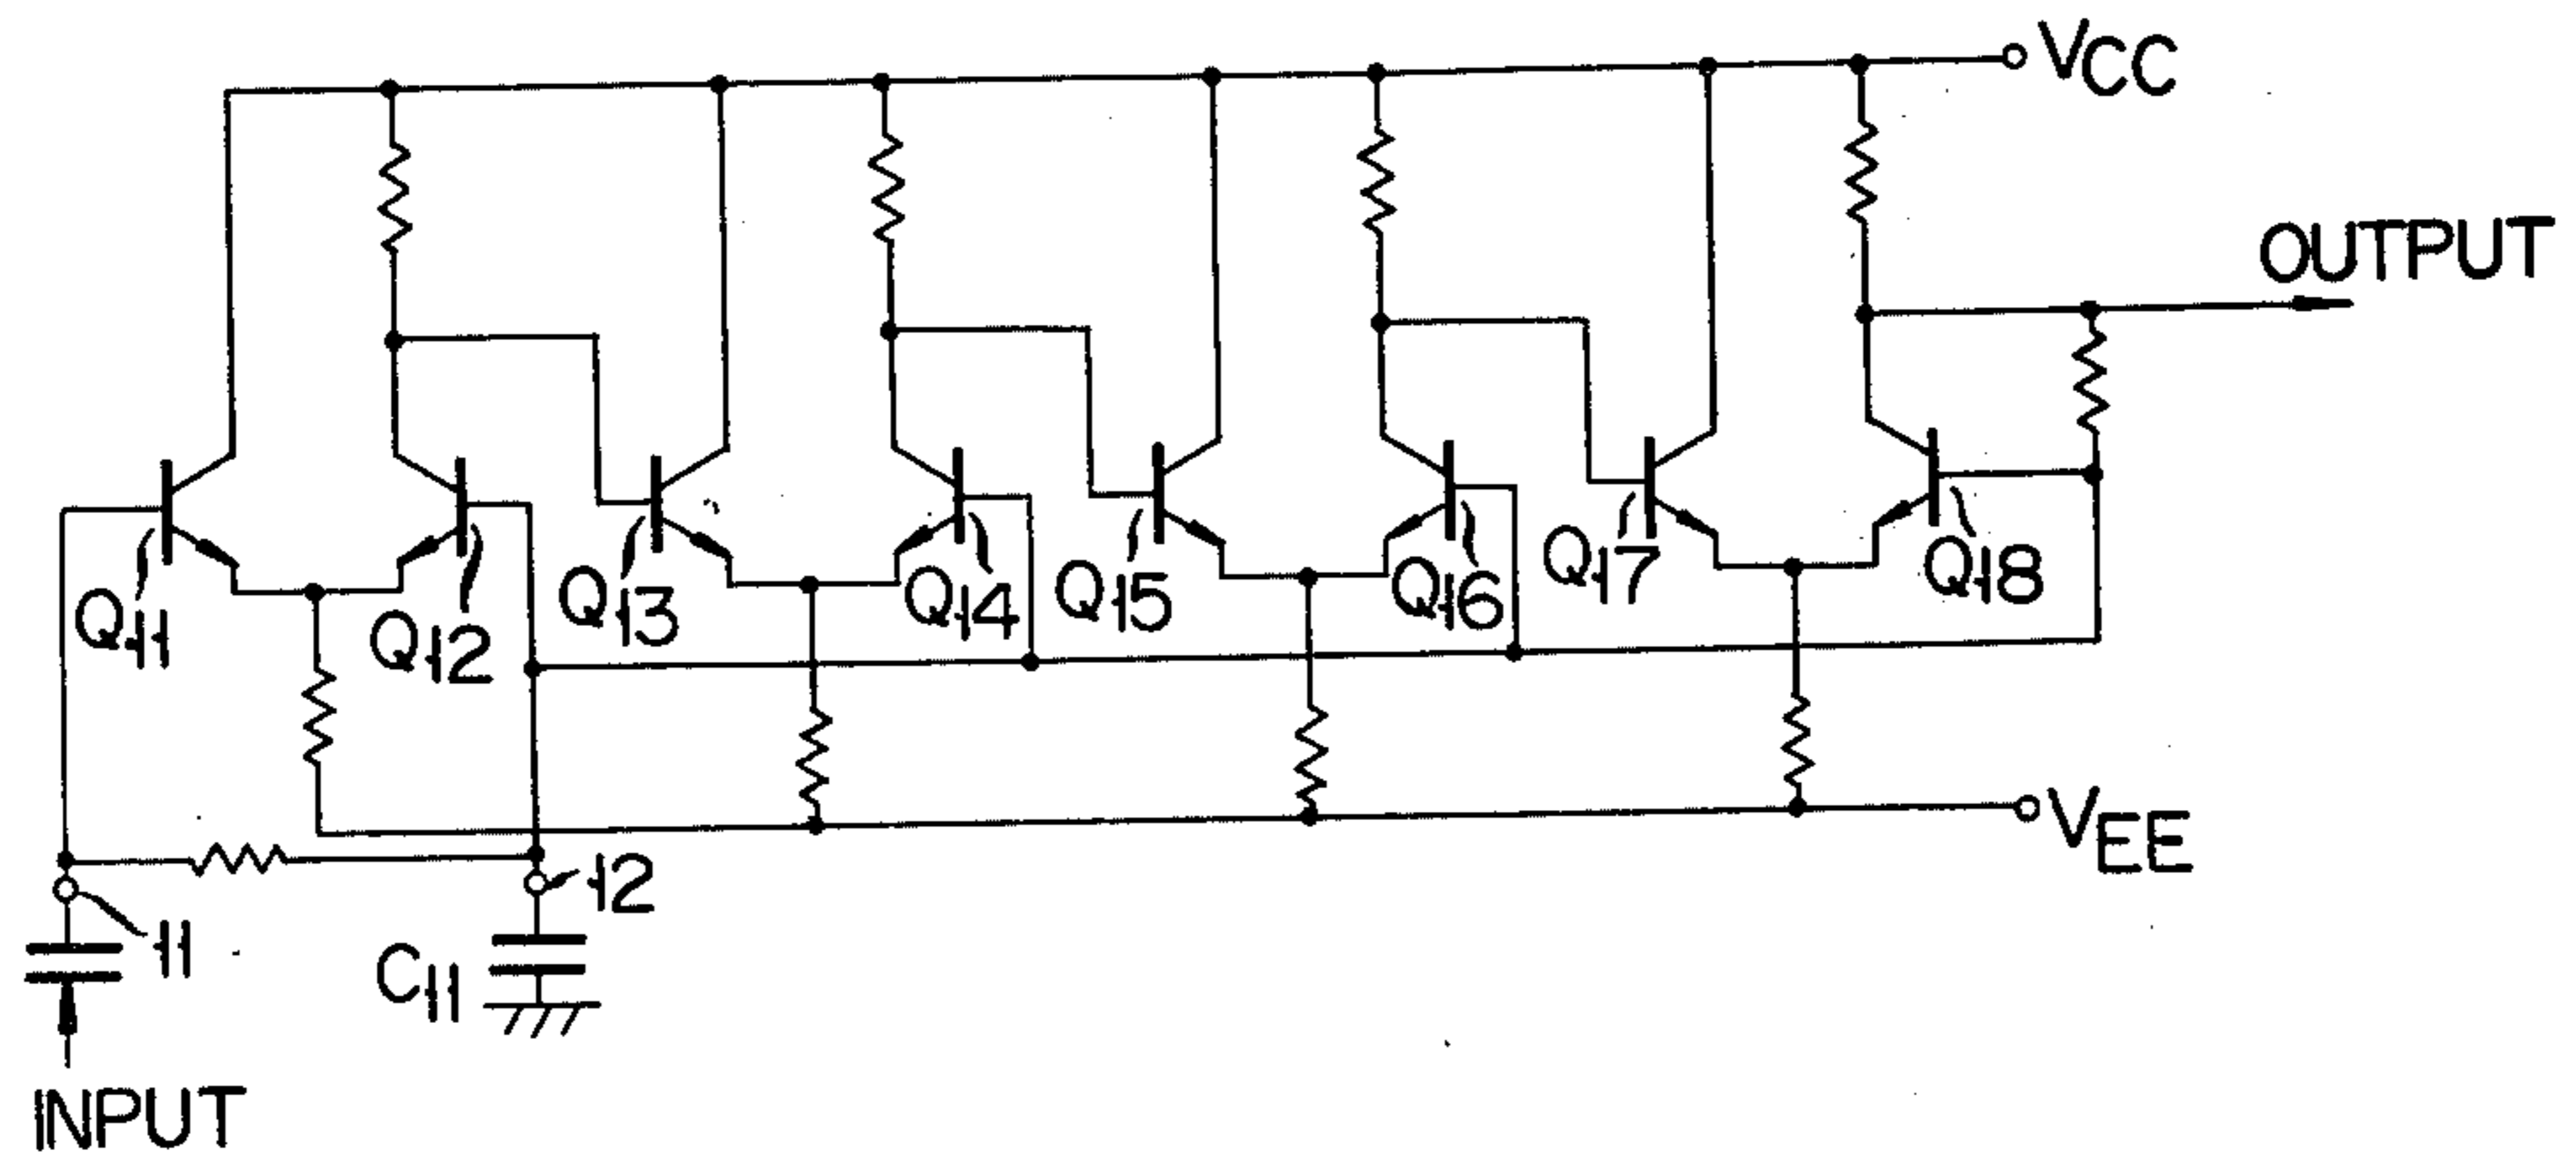 VCC
OUTPUT
Q11
Q12
Q13
Q14
Q15
Q16
Q17
Q18
VEE
11
12
C11
INPUT